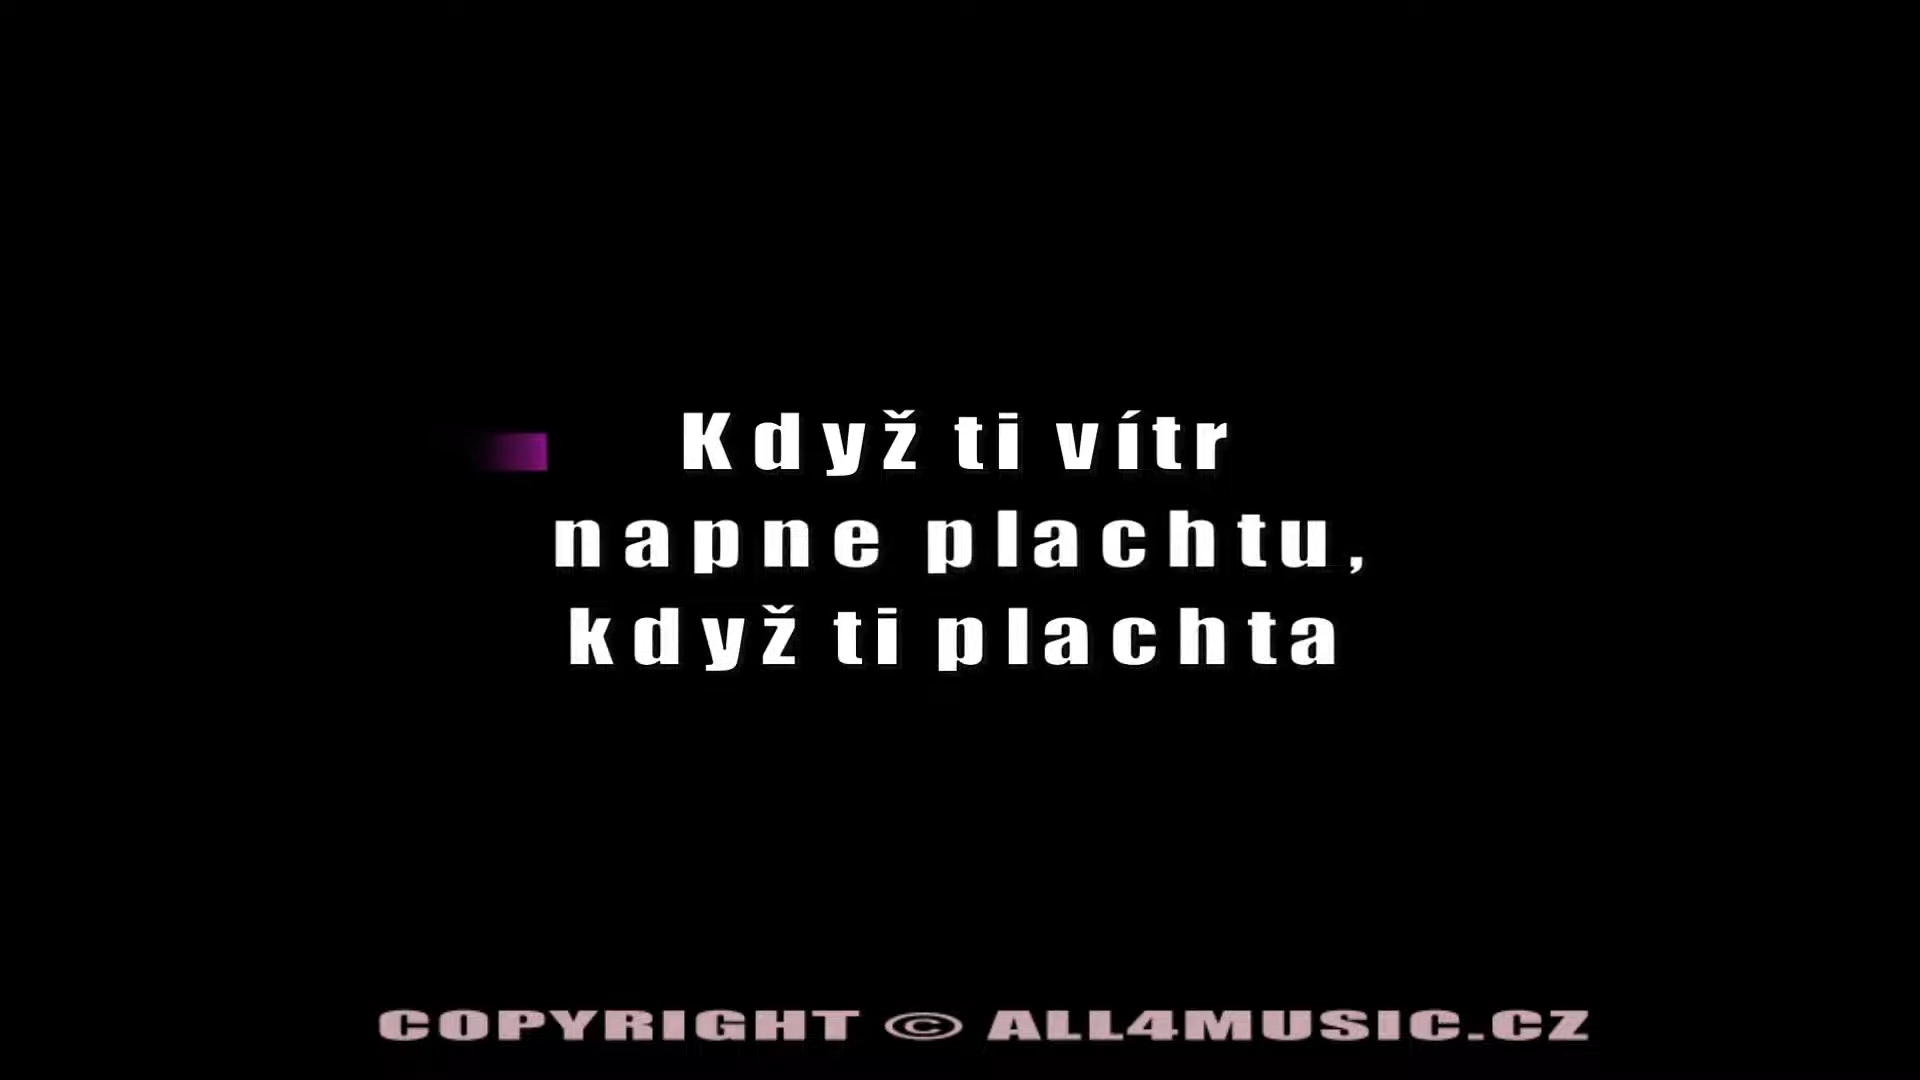 Když ti vítr
napne plachtu,
když ti plachta
COPYRIGHT © ALL4MUSIC.CZ